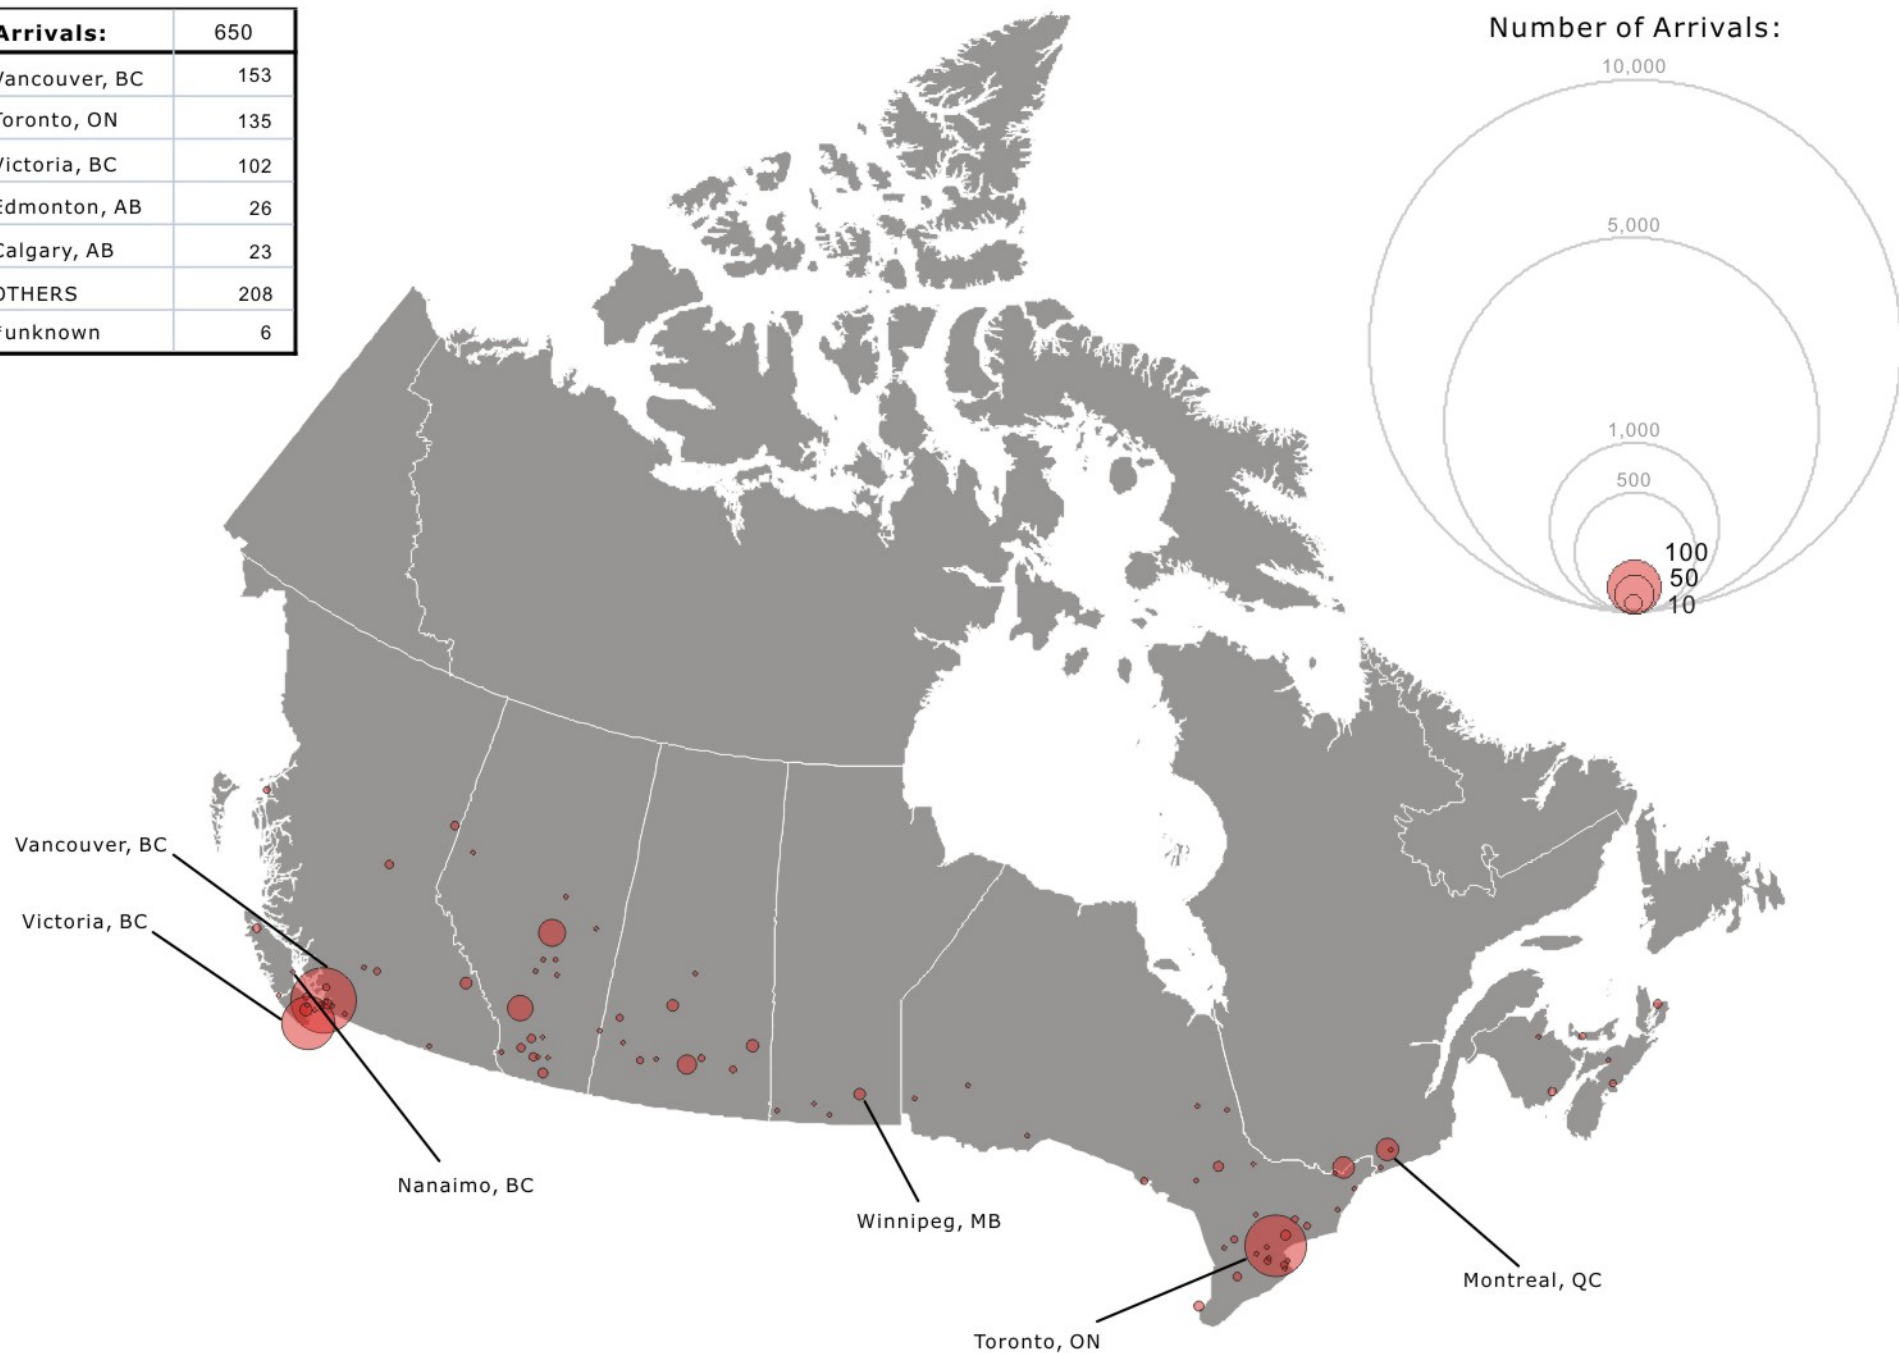 Arrivals: 650
Vancouver, BC 153
Toronto, ON 135
Victoria, BC 102
Edmonton, AB 26
Calgary, AB 23
OTHERS 208
*unknown 6
Number of Arrivals:
10,000
5,000
1,000
500
100
50
10
Vancouver, BC
Victoria, BC
Nanaimo, BC
Winnipeg, MB
Montreal, QC
Toronto, ON